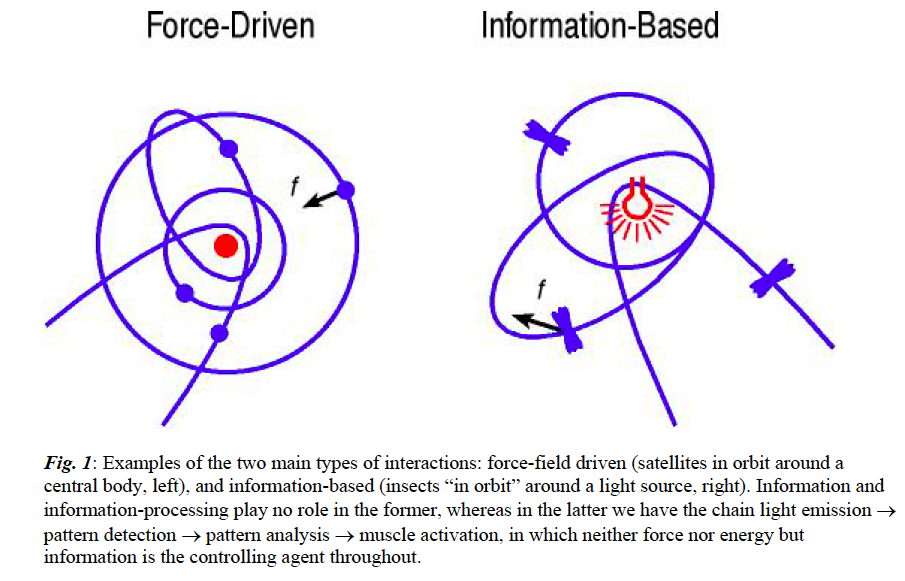 Force-Driven
Information-Based
f
f
Fig. 1: Examples of the two main types of interactions: force-field driven (satellites in orbit around a
central body, left), and information-based (insects “in orbit” around a light source, right). Information and
information-processing play no role in the former, whereas in the latter we have the chain light emission →
pattern detection → pattern analysis → muscle activation, in which neither force nor energy but
information is the controlling agent throughout.